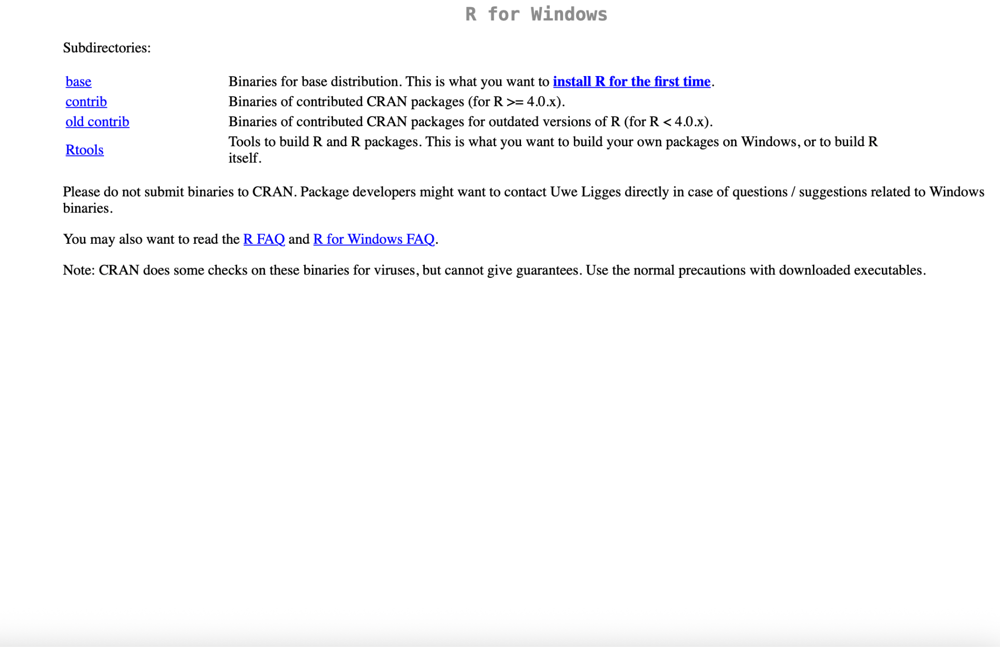 R for Windows
Subdirectories:
base Binaries for base distribution. This is what you want to install R for the first time.
contrib Binaries of contributed CRAN packages (for R >= 4.0.x).
old contrib Binaries of contributed CRAN packages for outdated versions of R (for R < 4.0.x).
Rtools Tools to build R and R packages. This is what you want to build your own packages on Windows, or to build R
itself.
Please do not submit binaries to CRAN. Package developers might want to contact Uwe Ligges directly in case of questions / suggestions related to Windows
binaries.
You may also want to read the R FAQ and R for Windows FAQ.
Note: CRAN does some checks on these binaries for viruses, but cannot give guarantees. Use the normal precautions with downloaded executables.